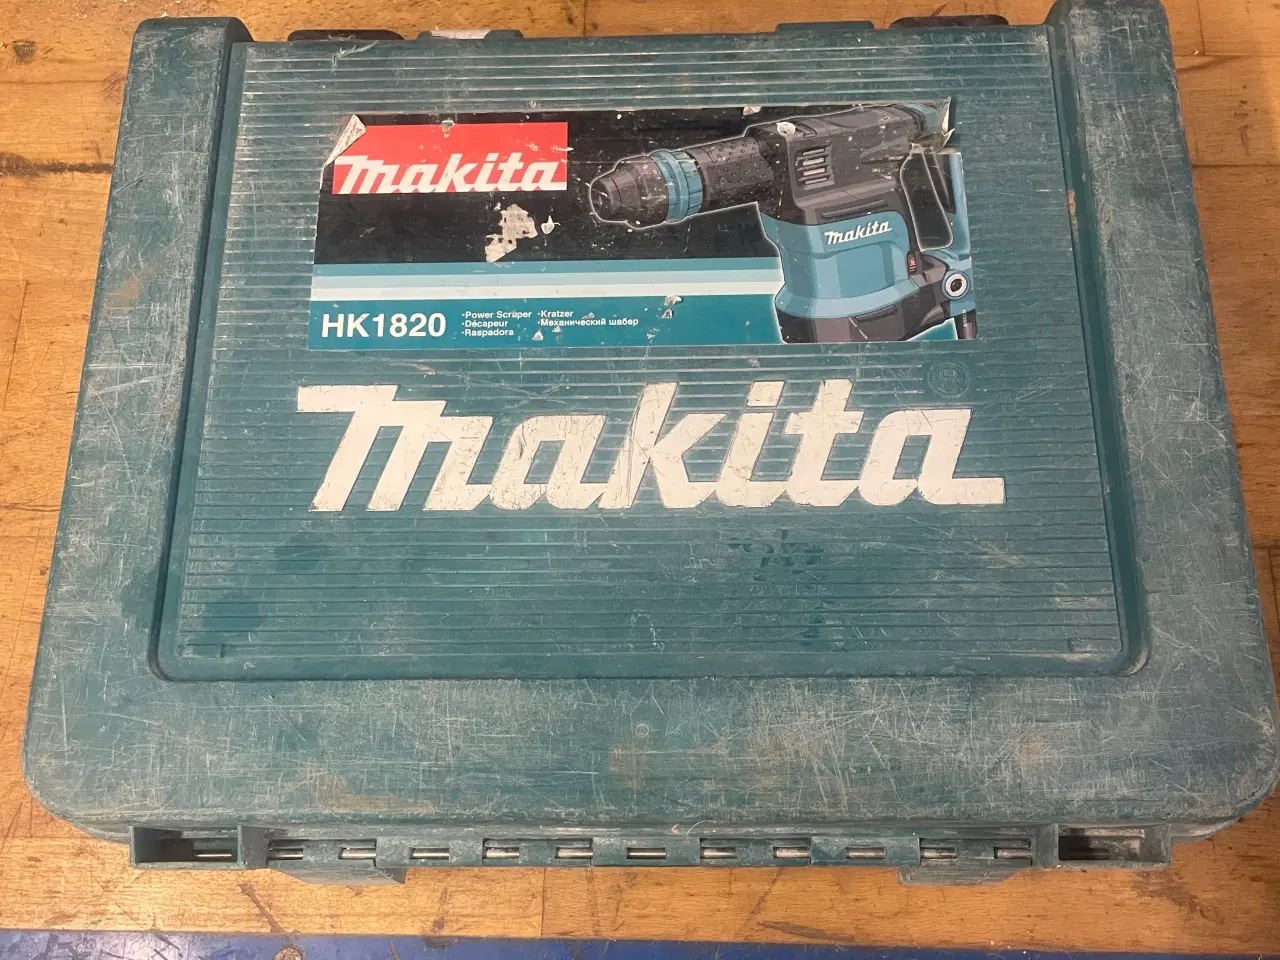 makita
makita
HK1820
•Power Scraper
•Décapeur
•Raspadora
•Kratzer
•Механический шабер
makita
®